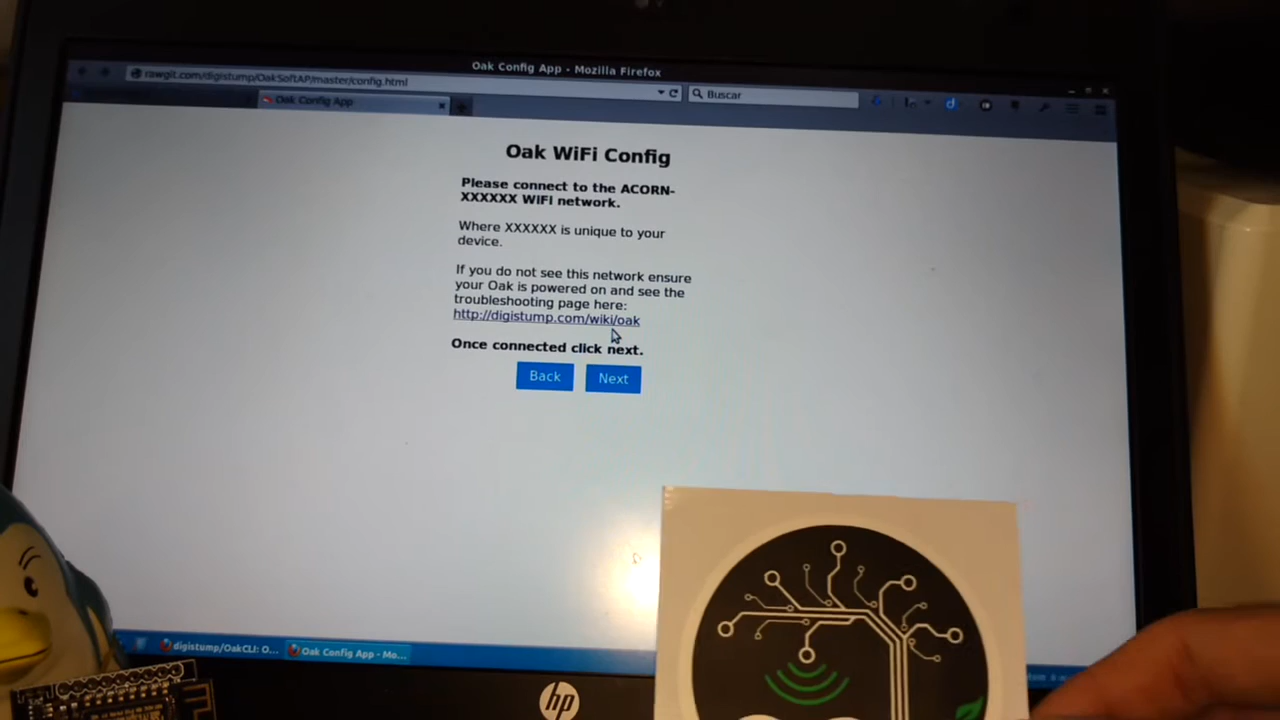 Oak Config App - Mozilla Firefox
rawgit.com/digistump/OakSoftAP/master/config.html
Buscar
Oak Config App
Oak WiFi Config
Please connect to the ACORN-
XXXXXX WIFI network.
Where XXXXXX is unique to your
device.
If you do not see this network ensure
your Oak is powered on and see the
troubleshooting page here:
http://digistump.com/wiki/oak
Once connected click next.
Back Next
digistump/OakCLI: O...
Oak Config App - Mo...
hp